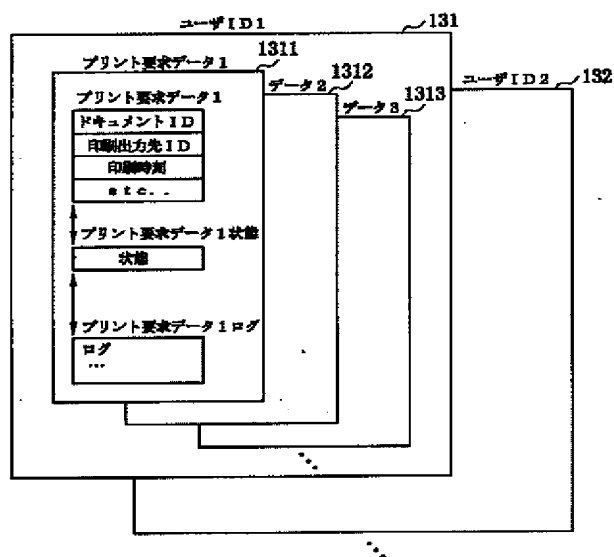 ユーザID1
131
プリント要求データ1
1311
データ2
1312
データ3
1313
ユーザID2
132
プリント要求データ1
ドキュメントID
印刷出力先ID
印刷時刻
etc..
プリント要求データ1状態
状態
プリント要求データ1ログ
ログ
…